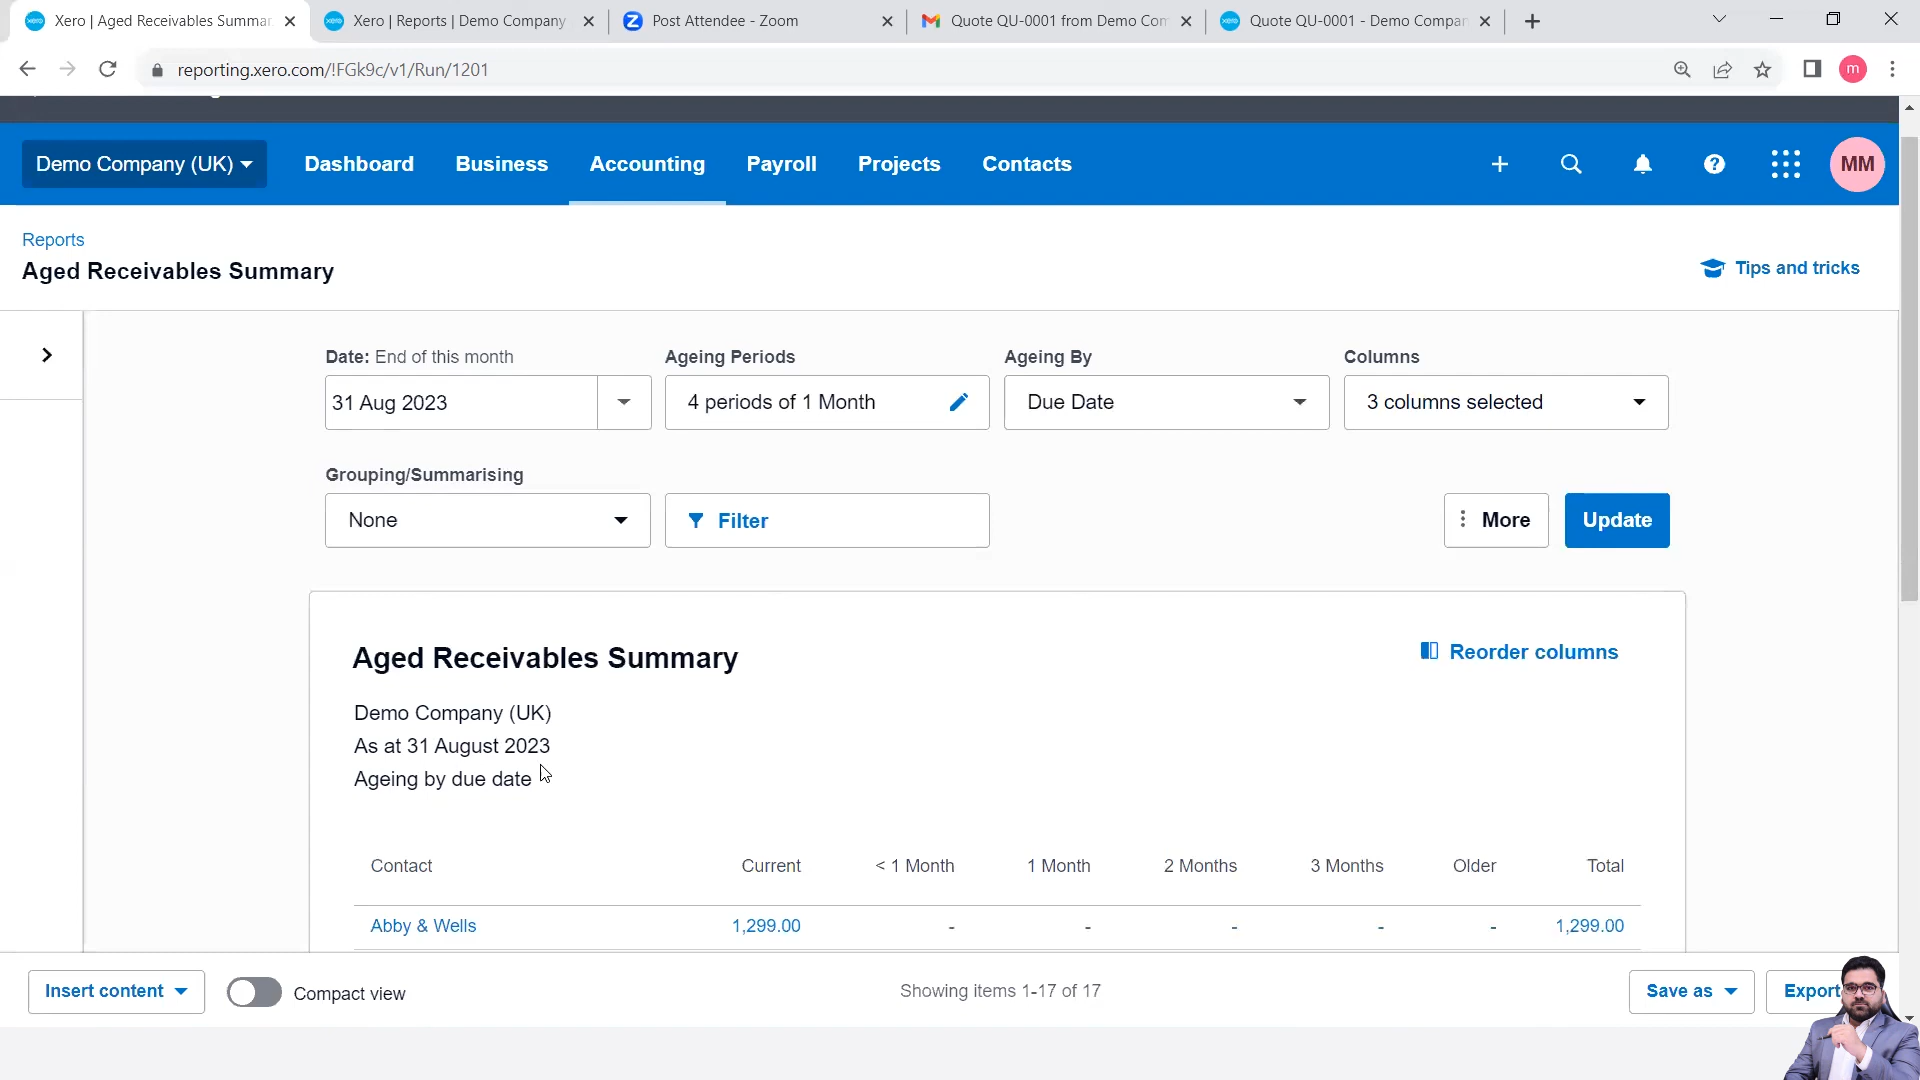 Xero | Aged Receivables Summar
Xero | Reports | Demo Company
Post Attendee - Zoom
Quote QU-0001 from Demo Com
Quote QU-0001 - Demo Compan
reporting.xero.com/!FGk9c/v1/Run/1201
m
Demo Company (UK)
Dashboard
Business
Accounting
Payroll
Projects
Contacts
MM
Reports
Aged Receivables Summary
Tips and tricks
Date: End of this month
Ageing Periods
Ageing By
Columns
31 Aug 2023
4 periods of 1 Month
Due Date
3 columns selected
Grouping/Summarising
None
Filter
More
Update
Aged Receivables Summary
Reorder columns
Demo Company (UK)
As at 31 August 2023
Ageing by due date
Contact Current < 1 Month 1 Month 2 Months 3 Months Older Total
Abby & Wells 1,299.00 - - - - - 1,299.00
Insert content
Compact view
Showing items 1-17 of 17
Save as
Export